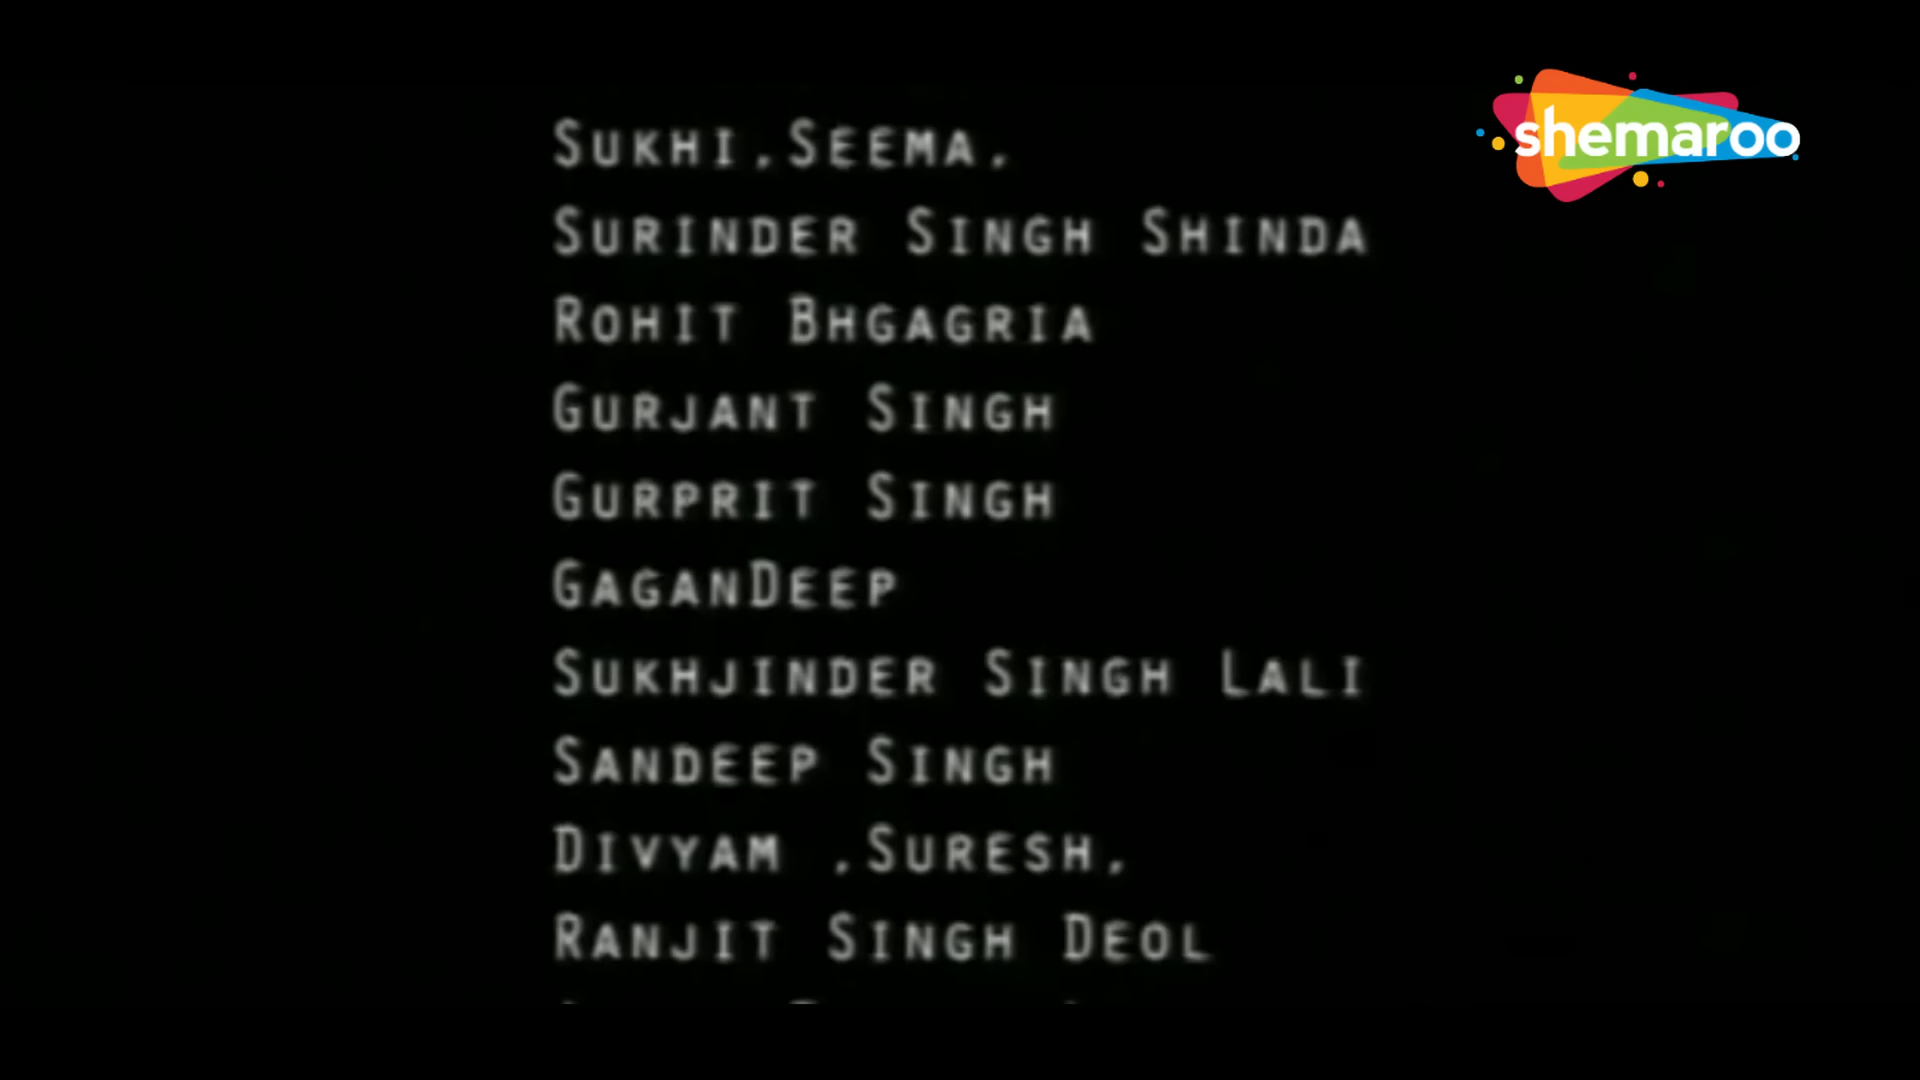 SUKHI,SEEMA,
shemaroo
SURINDER SINGH SHINDA
ROHIT BHGAGRIA
GURJANT SINGH
GURPRIT SINGH
GAGANDEEP
SUKHJINDER SINGH LALI
SANDEEP SINGH
DIVYAM ,SURESH,
RANJIT SINGH DEOL